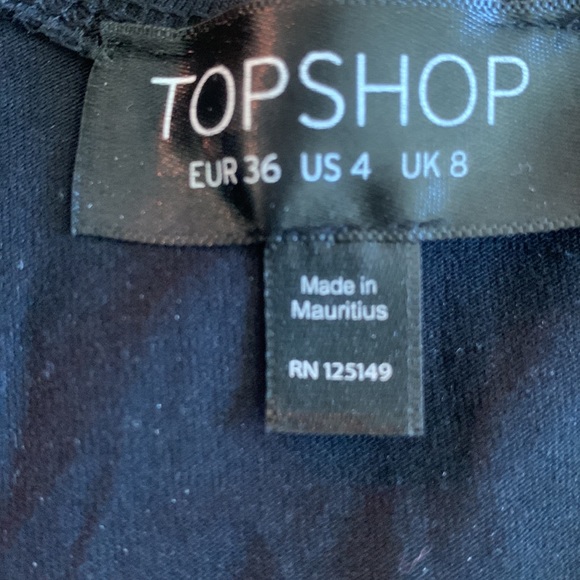 TOPSHOP
EUR 36 US 4 UK 8
Made in
Mauritius
RN 125149